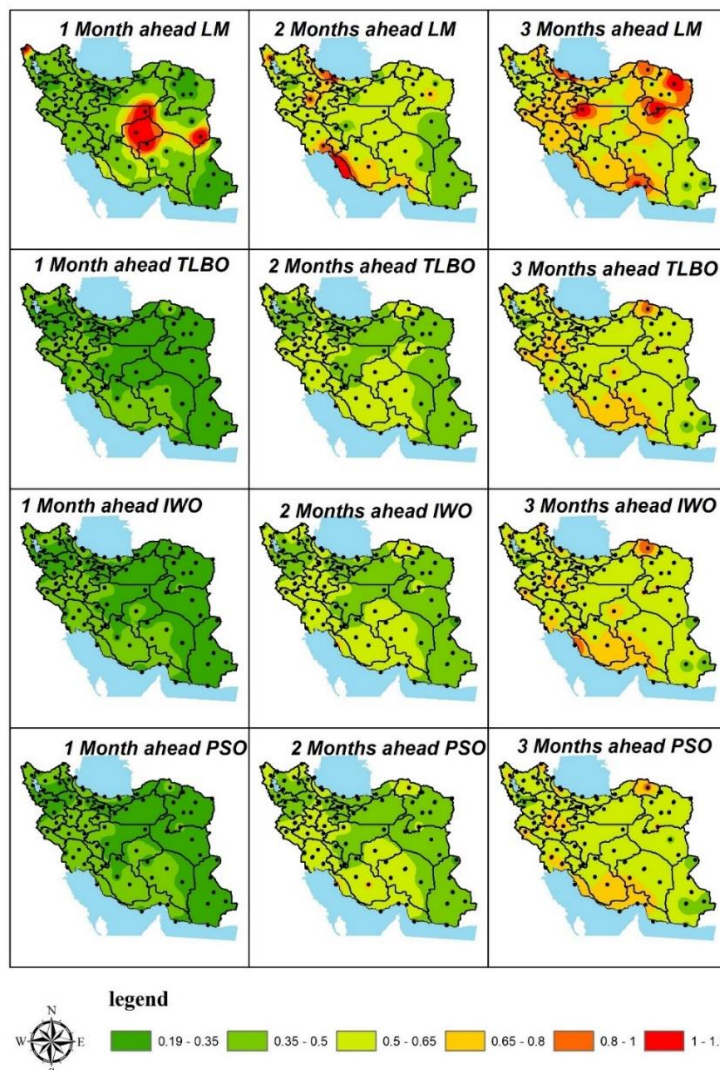 1 Month ahead LM
2 Months ahead LM
3 Months ahead LM
1 Month ahead TLBO
2 Months ahead TLBO
3 Months ahead TLBO
1 Month ahead IWO
2 Months ahead IWO
3 Months ahead IWO
1 Month ahead PSO
2 Months ahead PSO
3 Months ahead PSO
legend
N
W E
S
0.19 - 0.35 0.35 - 0.5 0.5 - 0.65 0.65 - 0.8 0.8 - 1 1 - 1.